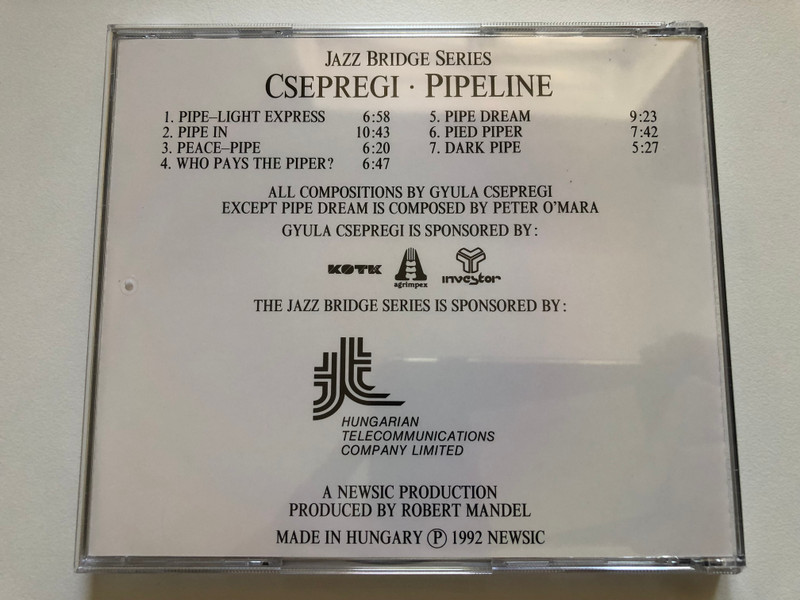 JAZZ BRIDGE SERIES
CSEPREGI · PIPELINE
1. PIPE–LIGHT EXPRESS 6:58
2. PIPE IN 10:43
3. PEACE–PIPE 6:20
4. WHO PAYS THE PIPER? 6:47
5. PIPE DREAM 9:23
6. PIED PIPER 7:42
7. DARK PIPE 5:27
ALL COMPOSITIONS BY GYULA CSEPREGI
EXCEPT PIPE DREAM IS COMPOSED BY PETER O'MARA
GYULA CSEPREGI IS SPONSORED BY:
KOTK agrimpex investor
THE JAZZ BRIDGE SERIES IS SPONSORED BY:
HUNGARIAN
TELECOMMUNICATIONS
COMPANY LIMITED
A NEWSIC PRODUCTION
PRODUCED BY ROBERT MANDEL
MADE IN HUNGARY Ⓟ 1992 NEWSIC